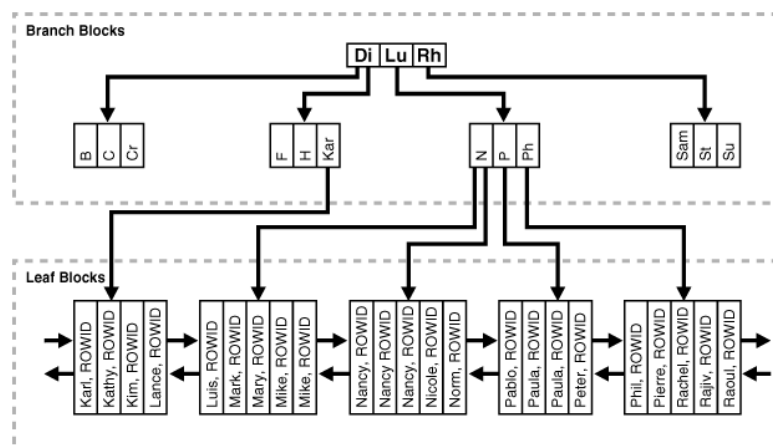 Branch Blocks
Di Lu Rh
B C Cr
F H Kar
N P Ph
Sam St Su
Leaf Blocks
Karl, ROWID
Kathy, ROWID
Kim, ROWID
Lance, ROWID
Luis, ROWID
Mark, ROWID
Mary, ROWID
Mike, ROWID
Mike, ROWID
Nancy, ROWID
Nancy ROWID
Nancy, ROWID
Nicole, ROWID
Norm, ROWID
Pablo, ROWID
Paula, ROWID
Paula, ROWID
Peter, ROWID
Phil, ROWID
Pierre, ROWID
Rachel, ROWID
Rajiv, ROWID
Raoul, ROWID